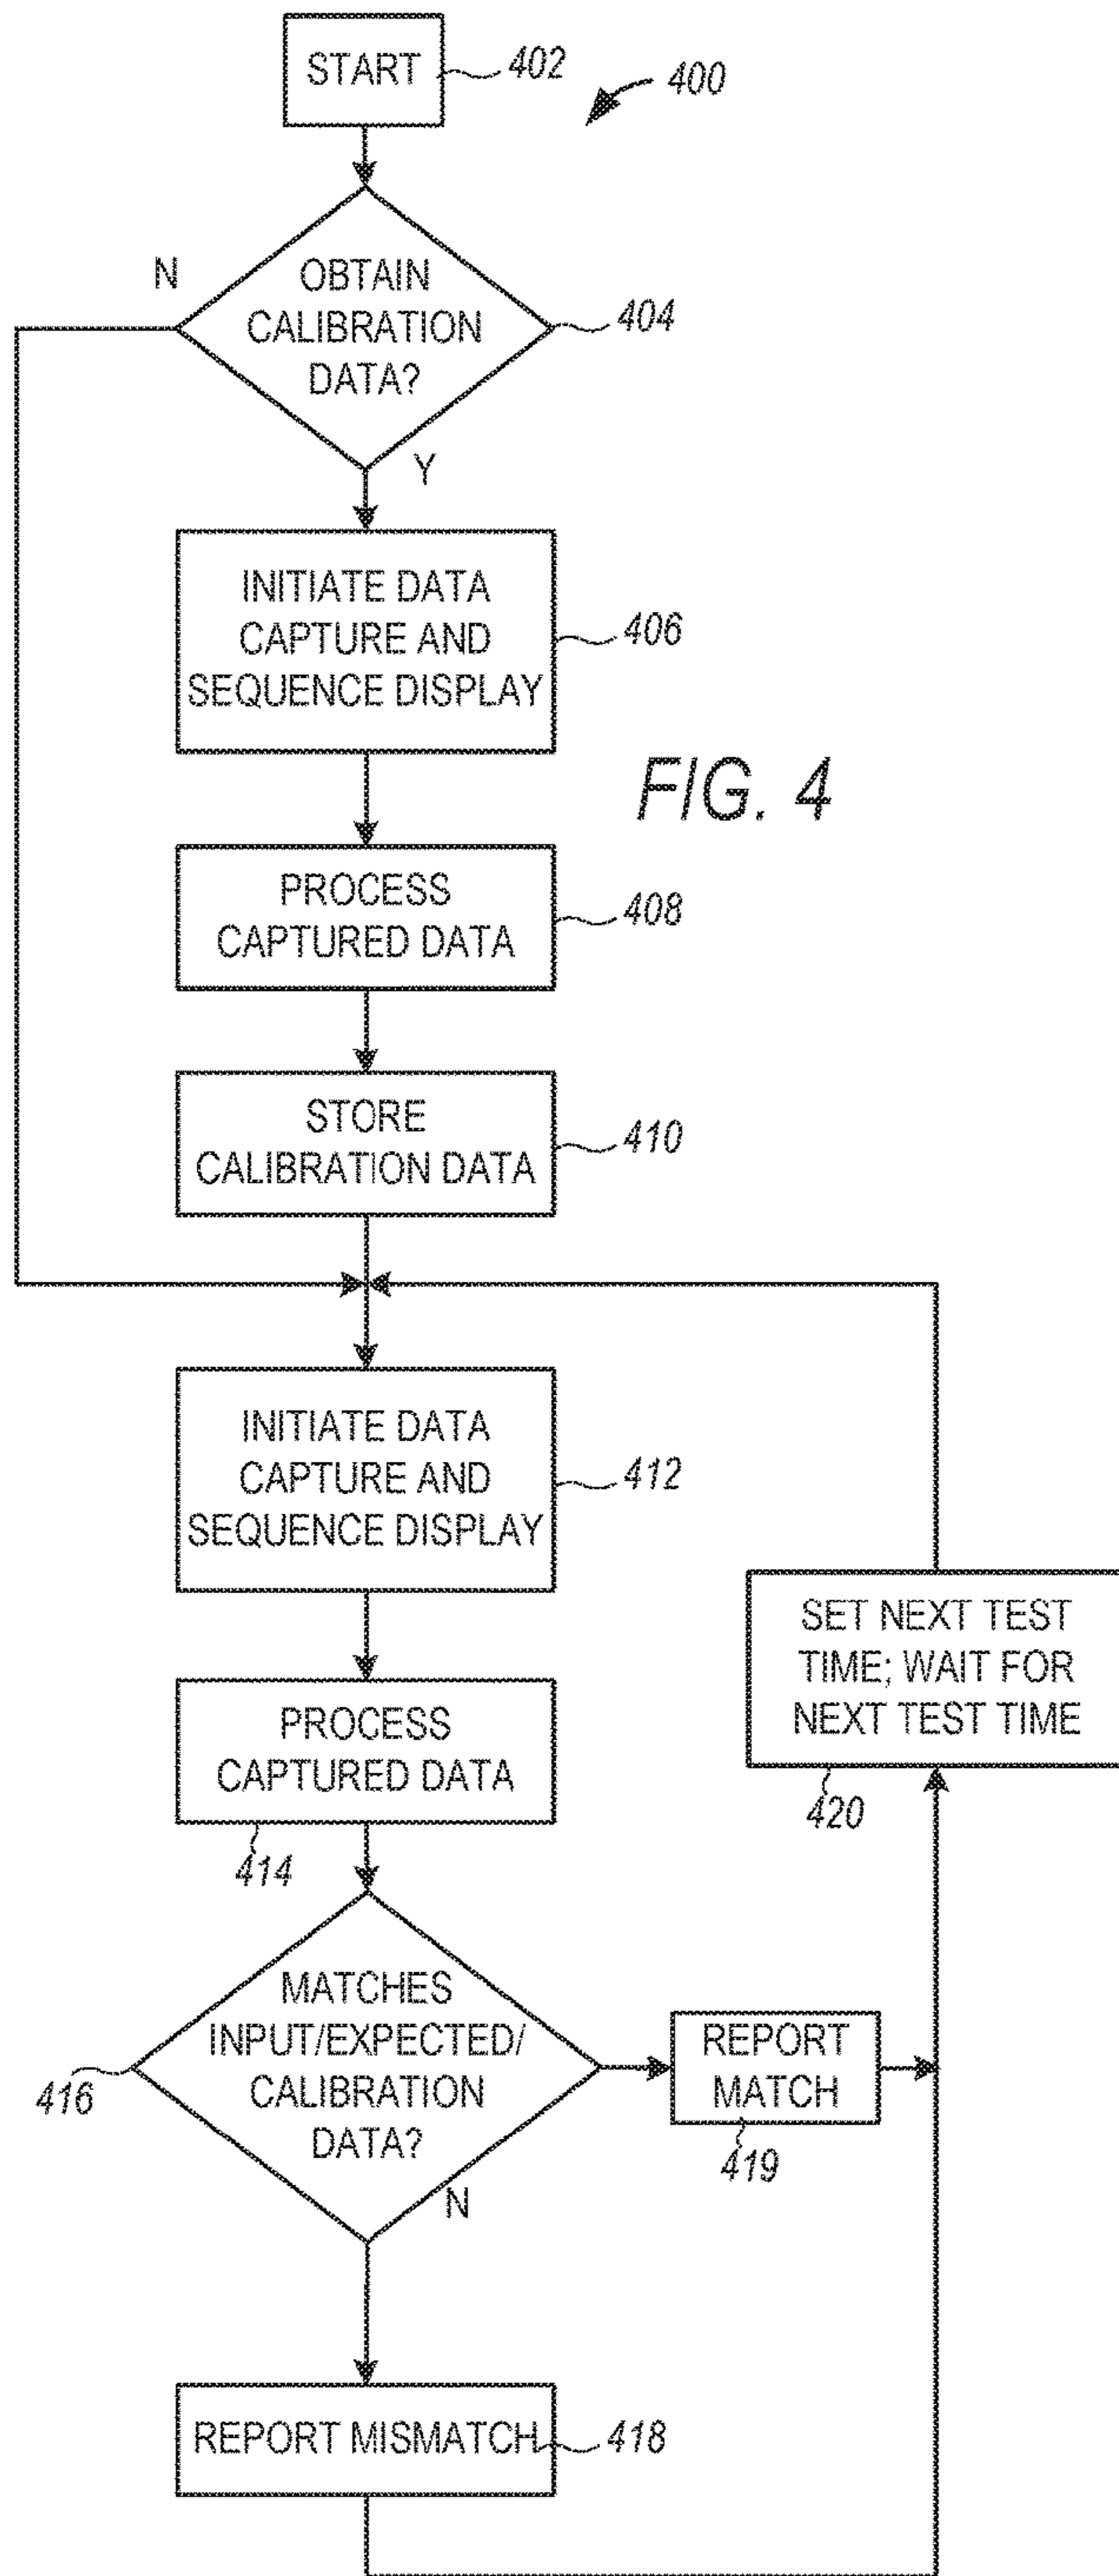 START
402
400
N
OBTAIN
CALIBRATION
DATA?
404
Y
INITIATE DATA
CAPTURE AND
SEQUENCE DISPLAY
406
FIG. 4
PROCESS
CAPTURED DATA
408
STORE
CALIBRATION DATA
410
INITIATE DATA
CAPTURE AND
SEQUENCE DISPLAY
412
SET NEXT TEST
TIME; WAIT FOR
NEXT TEST TIME
420
PROCESS
CAPTURED DATA
414
MATCHES
INPUT/EXPECTED/
CALIBRATION
DATA?
416
N
REPORT
MATCH
419
REPORT MISMATCH
418